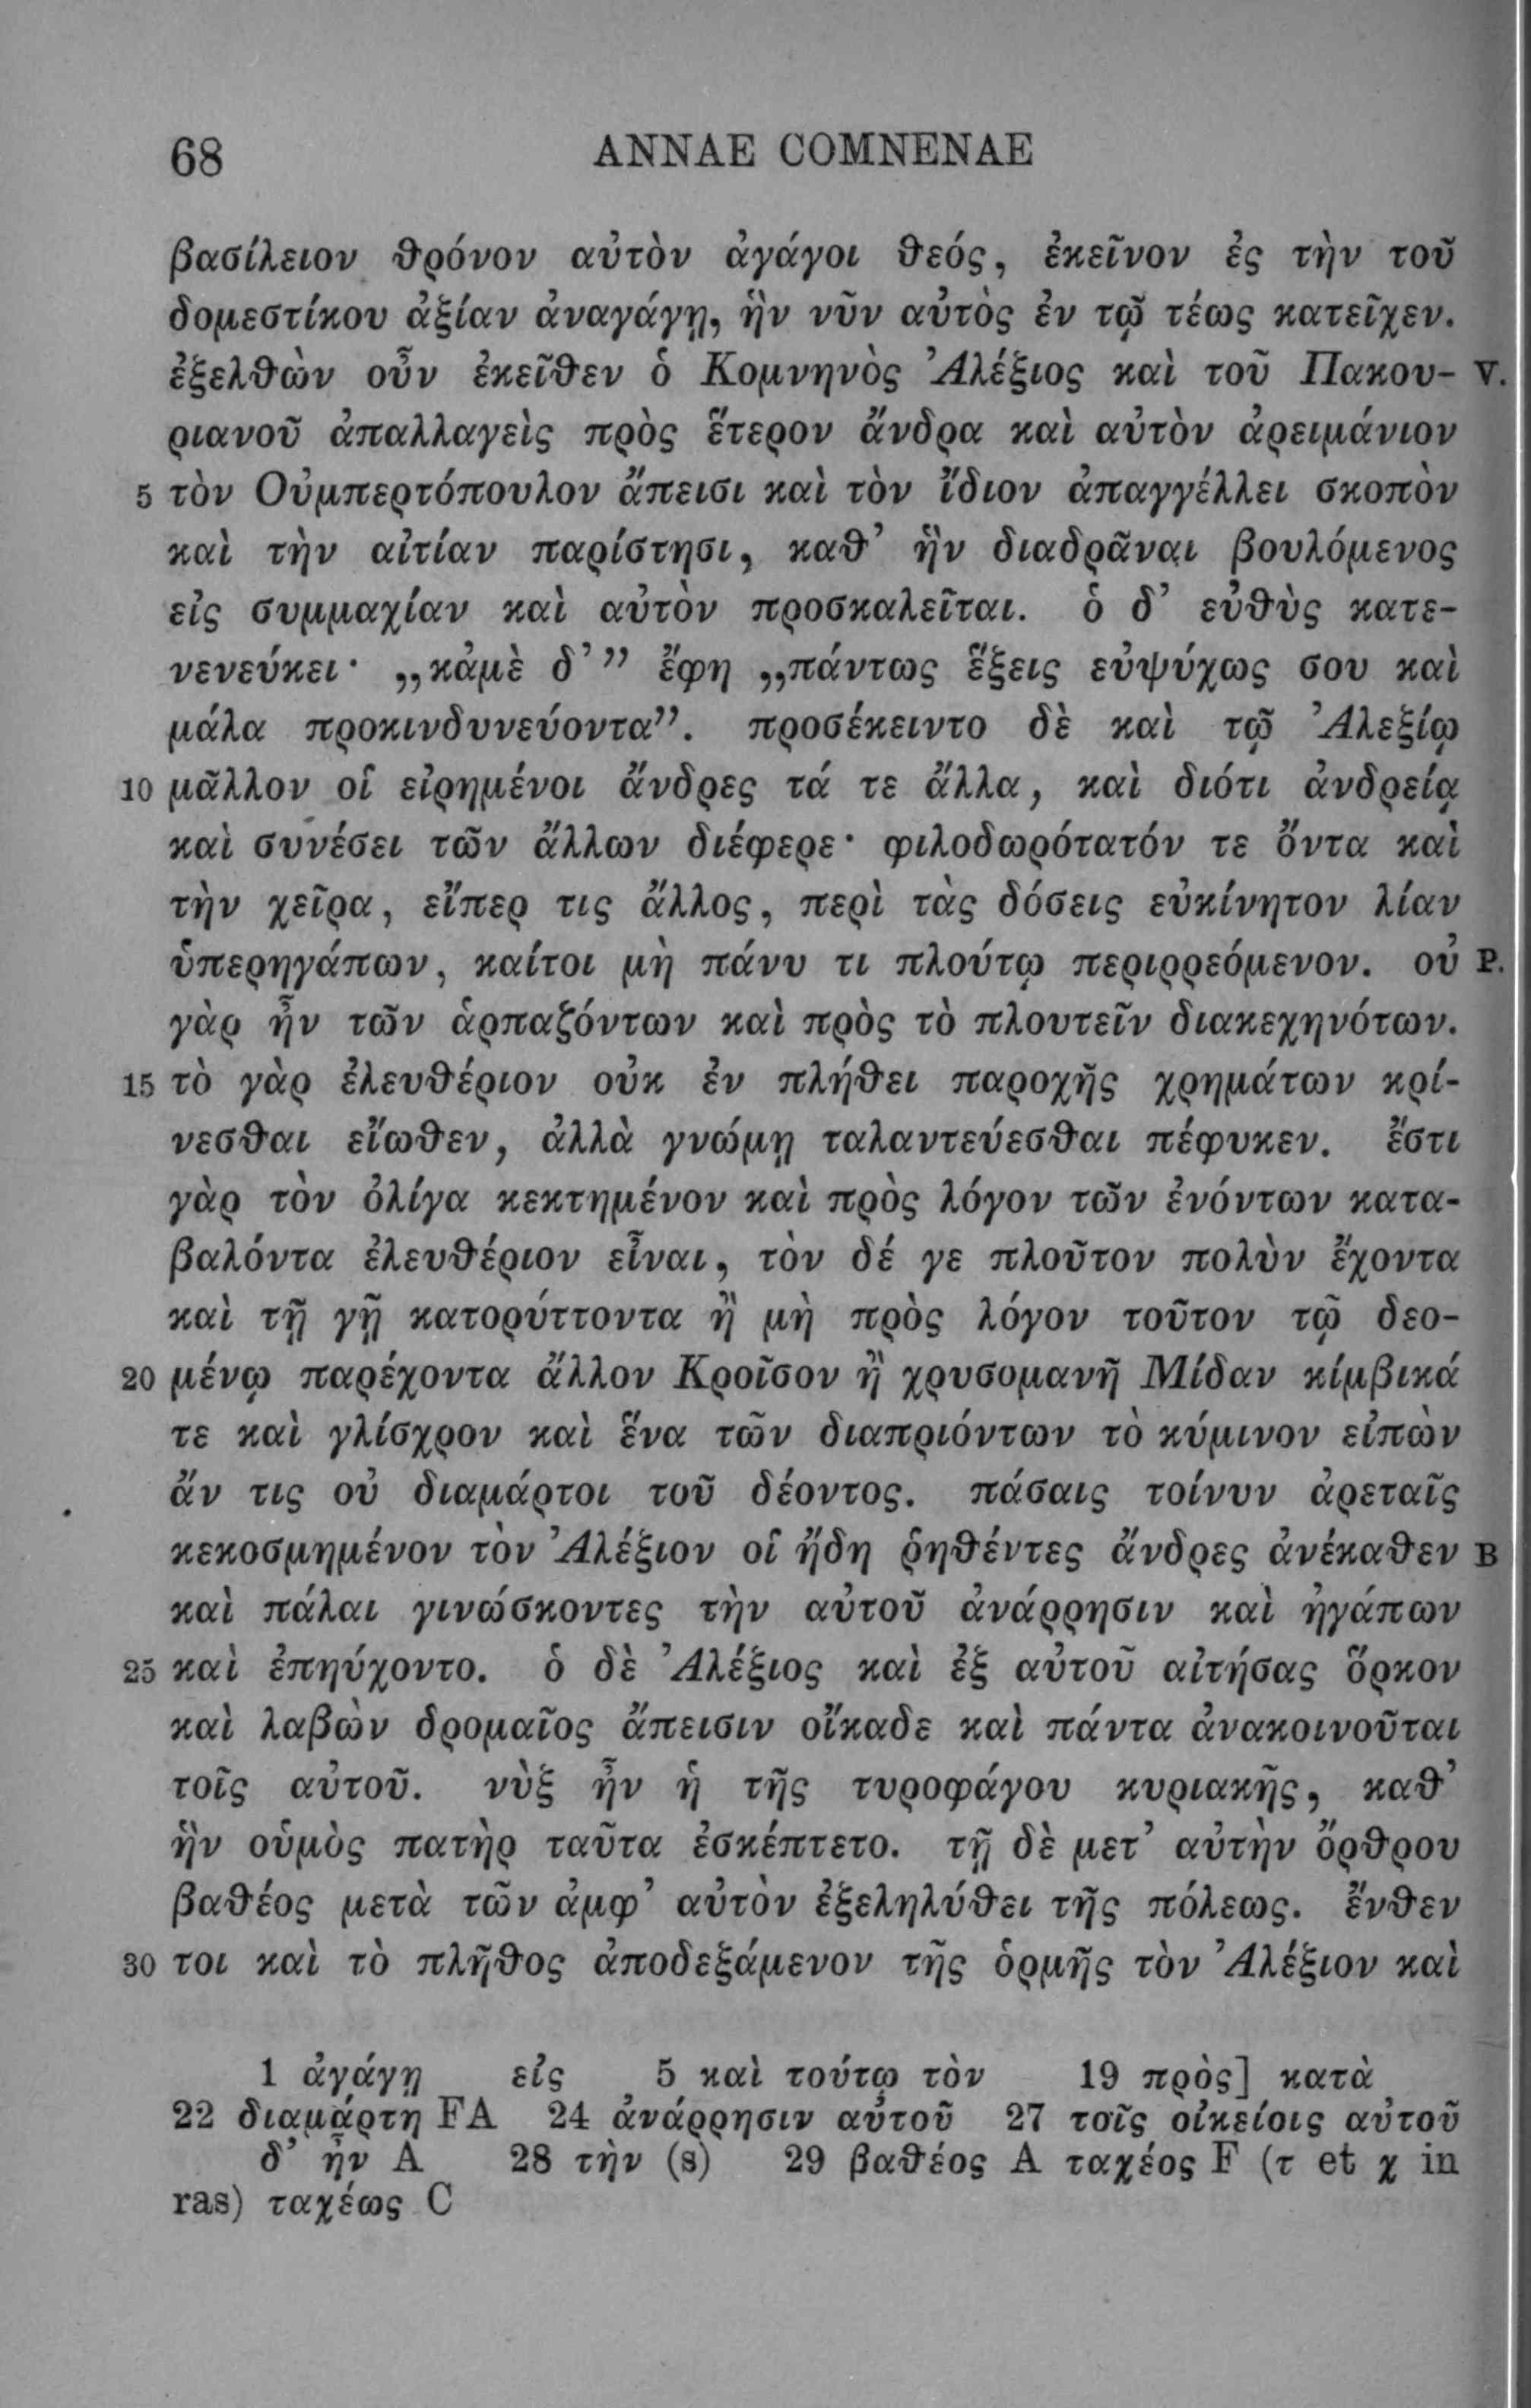 68 ANNAE COMNENAE
βασίλειον θρόνον αὐτὸν ἀγάγοι θεός, ἐκεῖνον ἐς τὴν τοῦ
δομεστίκου ἀξίαν ἀναγάγῃ, ἣν νῦν αὐτὸς ἐν τῷ τέως κατεῖχεν.
ἐξελθὼν οὖν ἐκεῖθεν ὁ Κομνηνὸς Ἀλέξιος καὶ τοῦ Πακου- V.
ριανοῦ ἀπαλλαγεὶς πρὸς ἕτερον ἄνδρα καὶ αὐτὸν ἀρειμάνιον
5 τὸν Οὐμπερτόπουλον ἄπεισι καὶ τὸν ἴδιον ἀπαγγέλλει σκοπὸν
καὶ τὴν αἰτίαν παρίστησι, καθ’ ἣν διαδρᾶναι βουλόμενος
εἰς συμμαχίαν καὶ αὐτὸν προσκαλεῖται. ὁ δ’ εὐθὺς κατε-
νενεύκει· „κἀμὲ δ’” ἔφη „πάντως ἕξεις εὐψύχως σου καὶ
μάλα προκινδυνεύοντα”. προσέκειντο δὲ καὶ τῷ Ἀλεξίῳ
10 μᾶλλον οἱ εἰρημένοι ἄνδρες τά τε ἄλλα, καὶ διότι ἀνδρείᾳ
καὶ συνέσει τῶν ἄλλων διέφερε· φιλοδωρότατόν τε ὄντα καὶ
τὴν χεῖρα, εἴπερ τις ἄλλος, περὶ τὰς δόσεις εὐκίνητον λίαν
ὑπερηγάπων, καίτοι μὴ πάνυ τι πλούτῳ περιρρεόμενον. οὐ P.
γὰρ ἦν τῶν ἁρπαζόντων καὶ πρὸς τὸ πλουτεῖν διακεχηνότων.
15 τὸ γὰρ ἐλευθέριον οὐκ ἐν πλήθει παροχῆς χρημάτων κρί-
νεσθαι εἴωθεν, ἀλλὰ γνώμῃ ταλαντεύεσθαι πέφυκεν. ἔστι
γὰρ τὸν ὀλίγα κεκτημένον καὶ πρὸς λόγον τῶν ἐνόντων κατα-
βαλόντα ἐλευθέριον εἶναι, τὸν δέ γε πλοῦτον πολὺν ἔχοντα
καὶ τῇ γῇ κατορύττοντα ἢ μὴ πρὸς λόγον τοῦτον τῷ δεο-
20 μένῳ παρέχοντα ἄλλον Κροῖσον ἢ χρυσομανῆ Μίδαν κίμβικά
τε καὶ γλίσχρον καὶ ἕνα τῶν διαπριόντων τὸ κύμινον εἰπὼν
ἄν τις οὐ διαμάρτοι τοῦ δέοντος. πάσαις τοίνυν ἀρεταῖς
κεκοσμημένον τὸν Ἀλέξιον οἱ ἤδη ῥηθέντες ἄνδρες ἀνέκαθεν B
καὶ πάλαι γινώσκοντες τὴν αὐτοῦ ἀνάρρησιν καὶ ἠγάπων
25 καὶ ἐπηύχοντο. ὁ δὲ Ἀλέξιος καὶ ἐξ αὐτοῦ αἰτήσας ὅρκον
καὶ λαβὼν δρομαῖος ἄπεισιν οἴκαδε καὶ πάντα ἀνακοινοῦται
τοῖς αὐτοῦ. νὺξ ἦν ἡ τῆς τυροφάγου κυριακῆς, καθ’
ἣν οὑμὸς πατὴρ ταῦτα ἐσκέπτετο. τῇ δὲ μετ’ αὐτὴν ὄρθρου
βαθέος μετὰ τῶν ἀμφ’ αὐτὸν ἐξεληλύθει τῆς πόλεως. ἔνθεν
30 τοι καὶ τὸ πλῆθος ἀποδεξάμενον τῆς ὁρμῆς τὸν Ἀλέξιον καὶ
1 ἀγάγῃ εἰς 5 καὶ τούτῳ τὸν 19 πρὸς] κατὰ
22 διαμάρτη FA 24 ἀνάρρησιν αὐτοῦ 27 τοῖς οἰκείοις αὐτοῦ
δ’ ἦν A 28 τὴν (s) 29 βαθέος A ταχέος F (τ et χ in
ras) ταχέως C